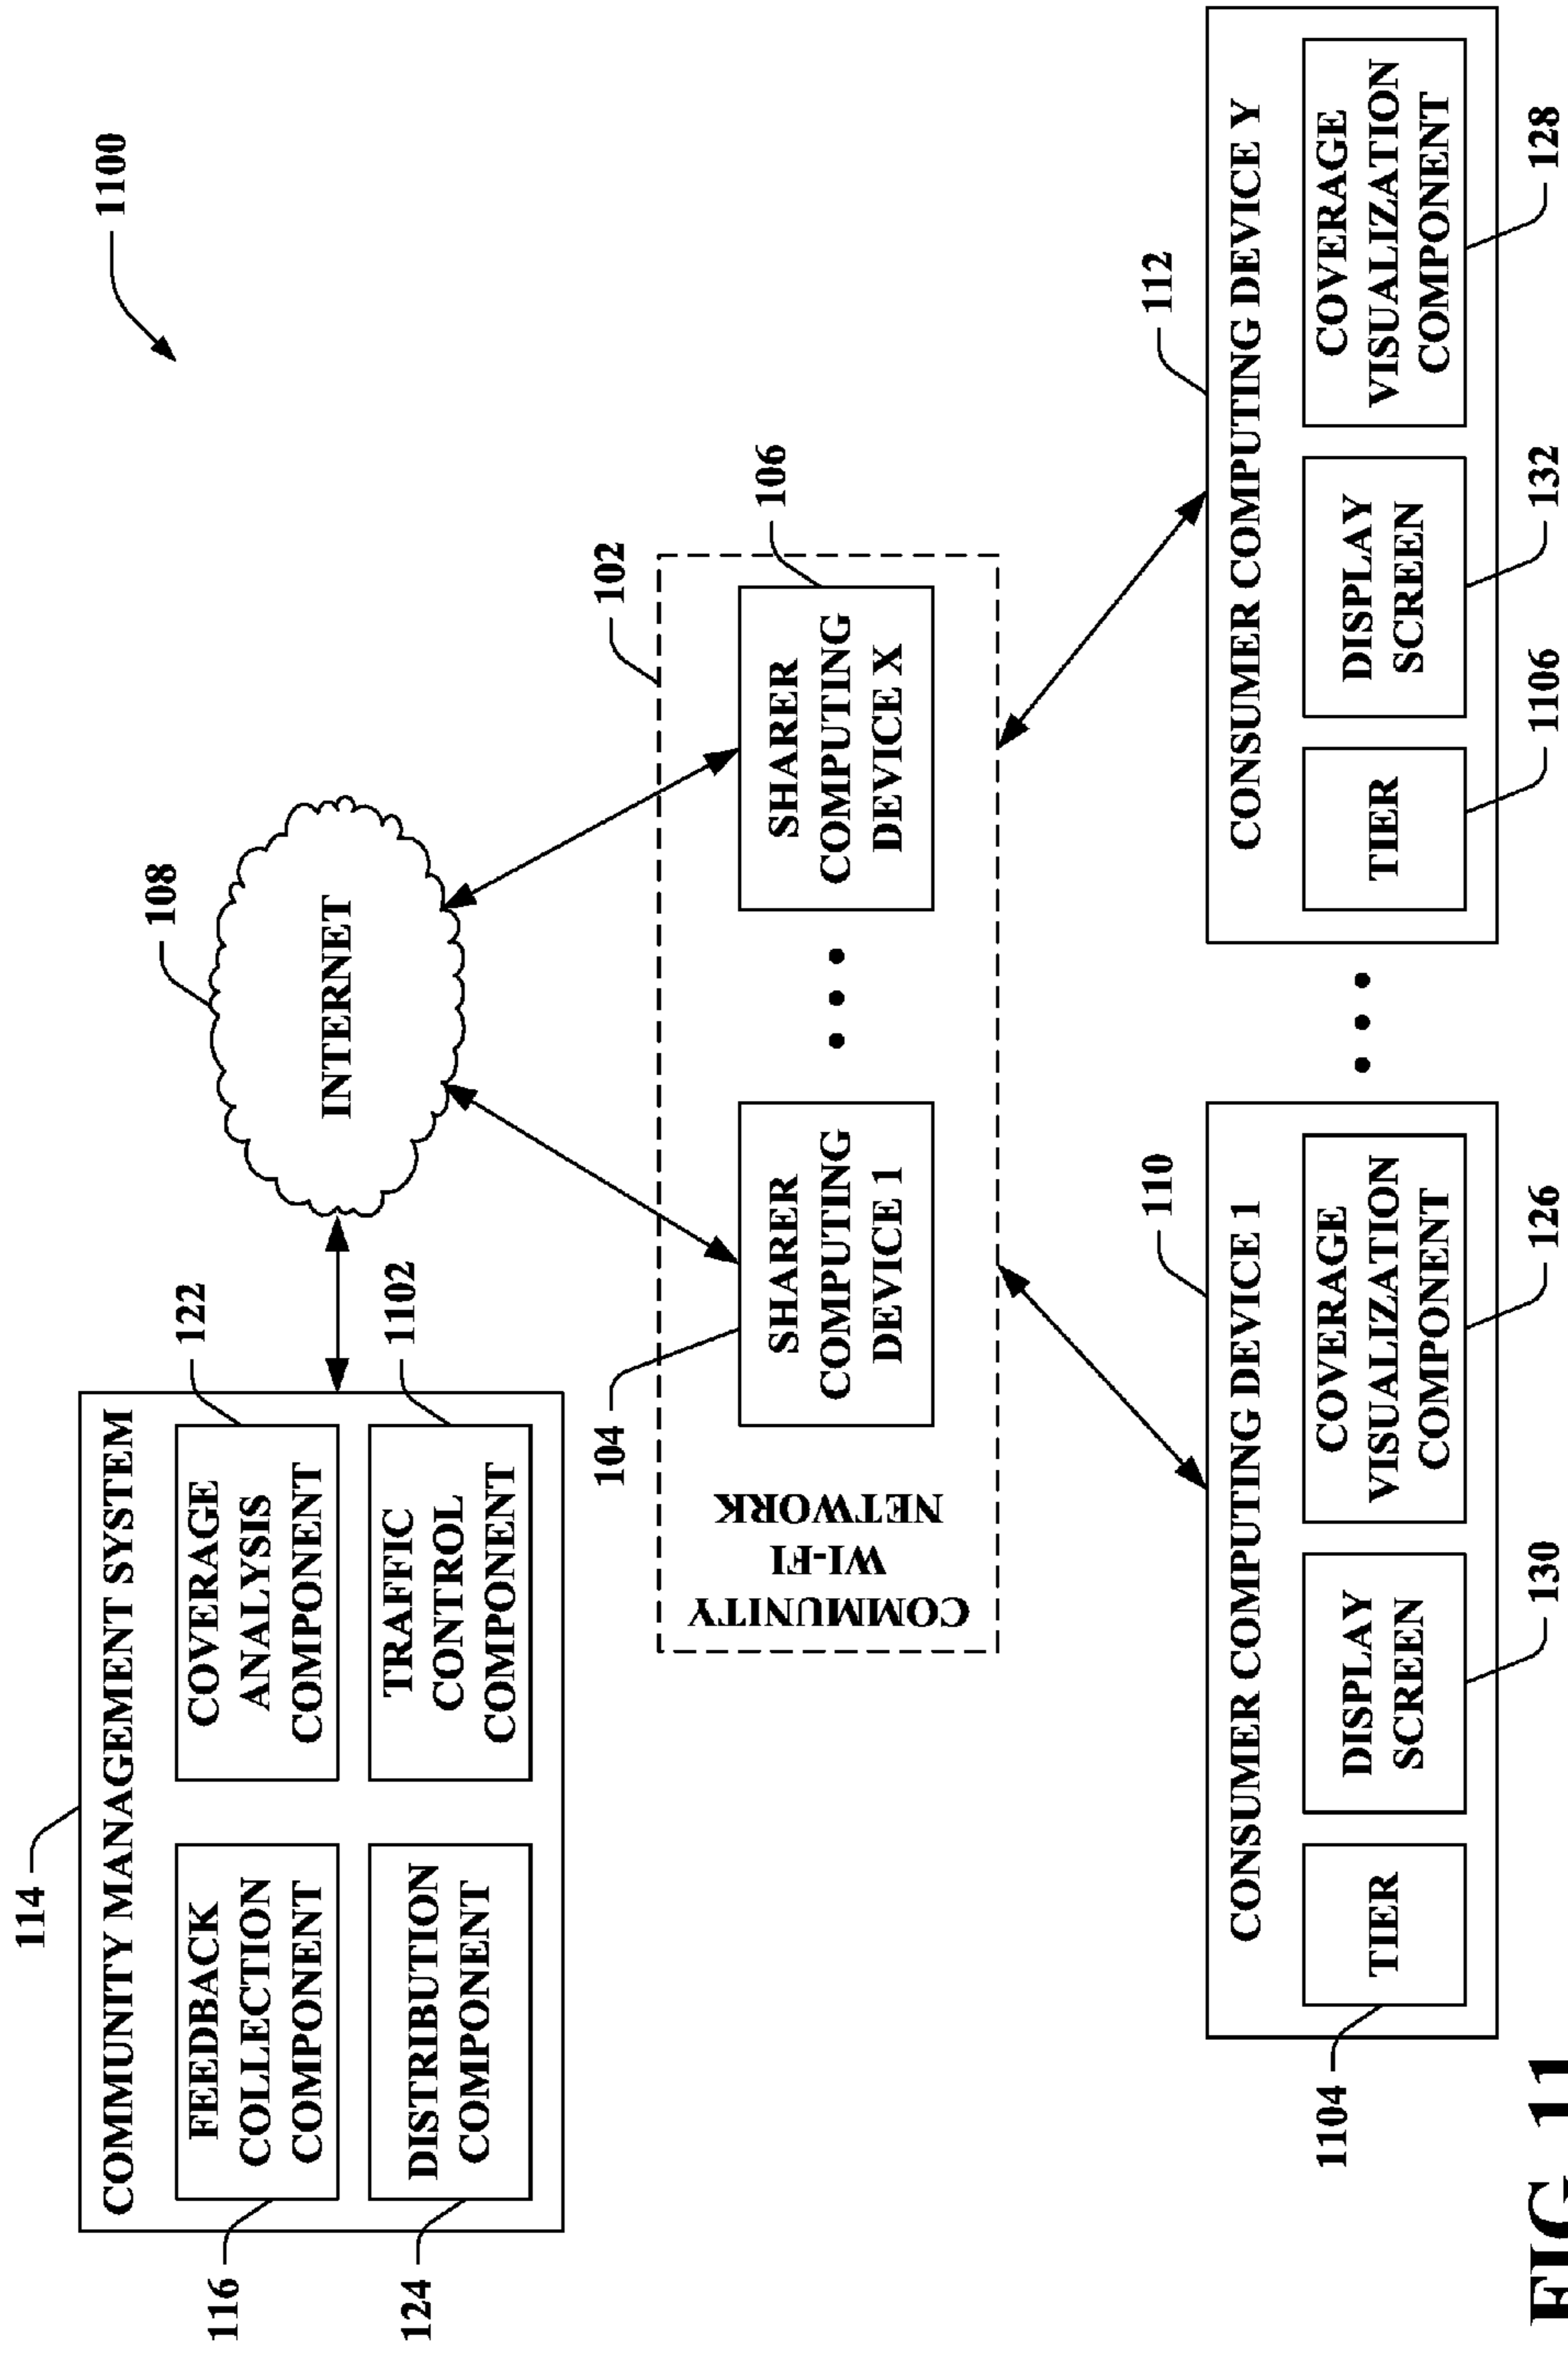 1100
114
COMMUNITY MANAGEMENT SYSTEM
116
FEEDBACK
COLLECTION
COMPONENT
COVERAGE
ANALYSIS
COMPONENT
122
124
DISTRIBUTION
COMPONENT
TRAFFIC
CONTROL
COMPONENT
1102
108
INTERNET
102
COMMUNITY
WI-FI
NETWORK
104
SHARER
COMPUTING
DEVICE 1
SHARER
COMPUTING
DEVICE X
106
110
CONSUMER COMPUTING DEVICE 1
1104
TIER
DISPLAY
SCREEN
130
COVERAGE
VISUALIZATION
COMPONENT
126
112
CONSUMER COMPUTING DEVICE Y
TIER
1106
DISPLAY
SCREEN
132
COVERAGE
VISUALIZATION
COMPONENT
128
FIG. 11